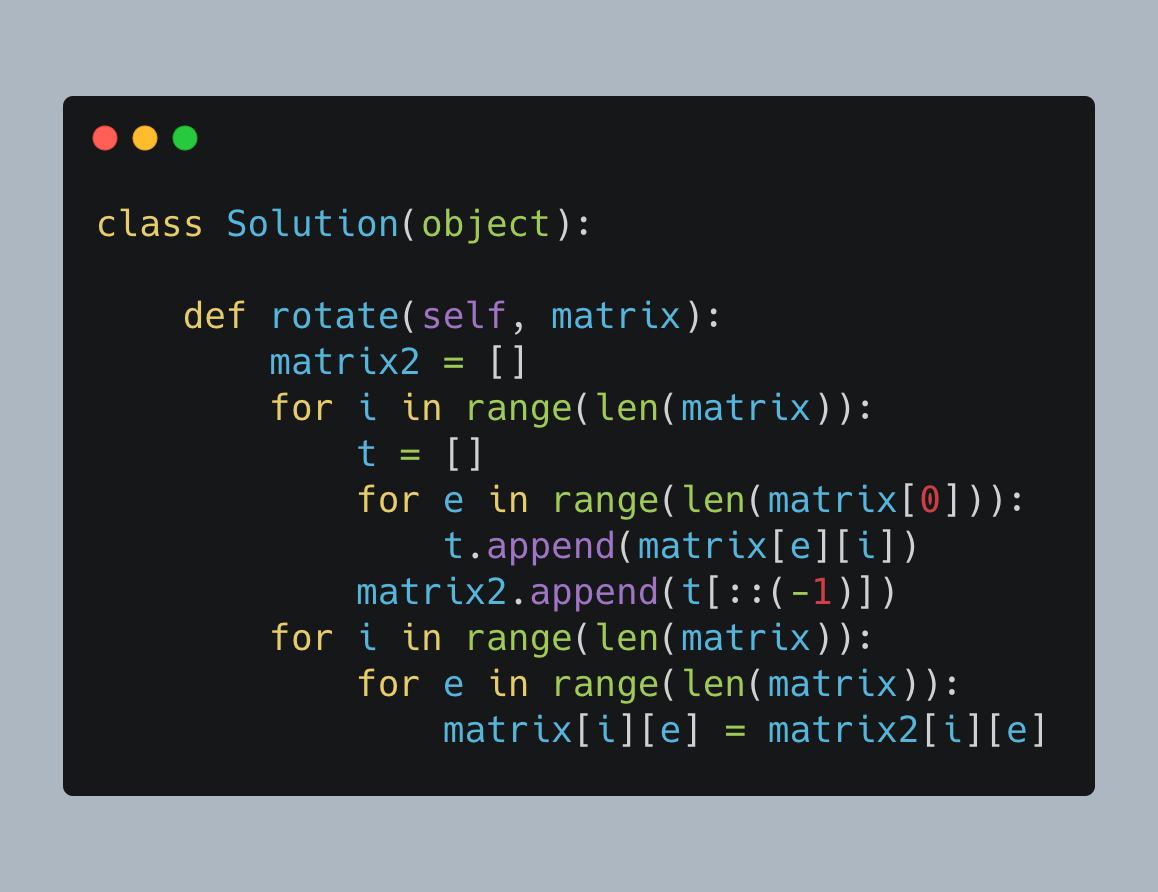 class Solution(object):

    def rotate(self, matrix):
        matrix2 = []
        for i in range(len(matrix)):
            t = []
            for e in range(len(matrix[0])):
                t.append(matrix[e][i])
            matrix2.append(t[::(-1)])
        for i in range(len(matrix)):
            for e in range(len(matrix)):
                matrix[i][e] = matrix2[i][e]